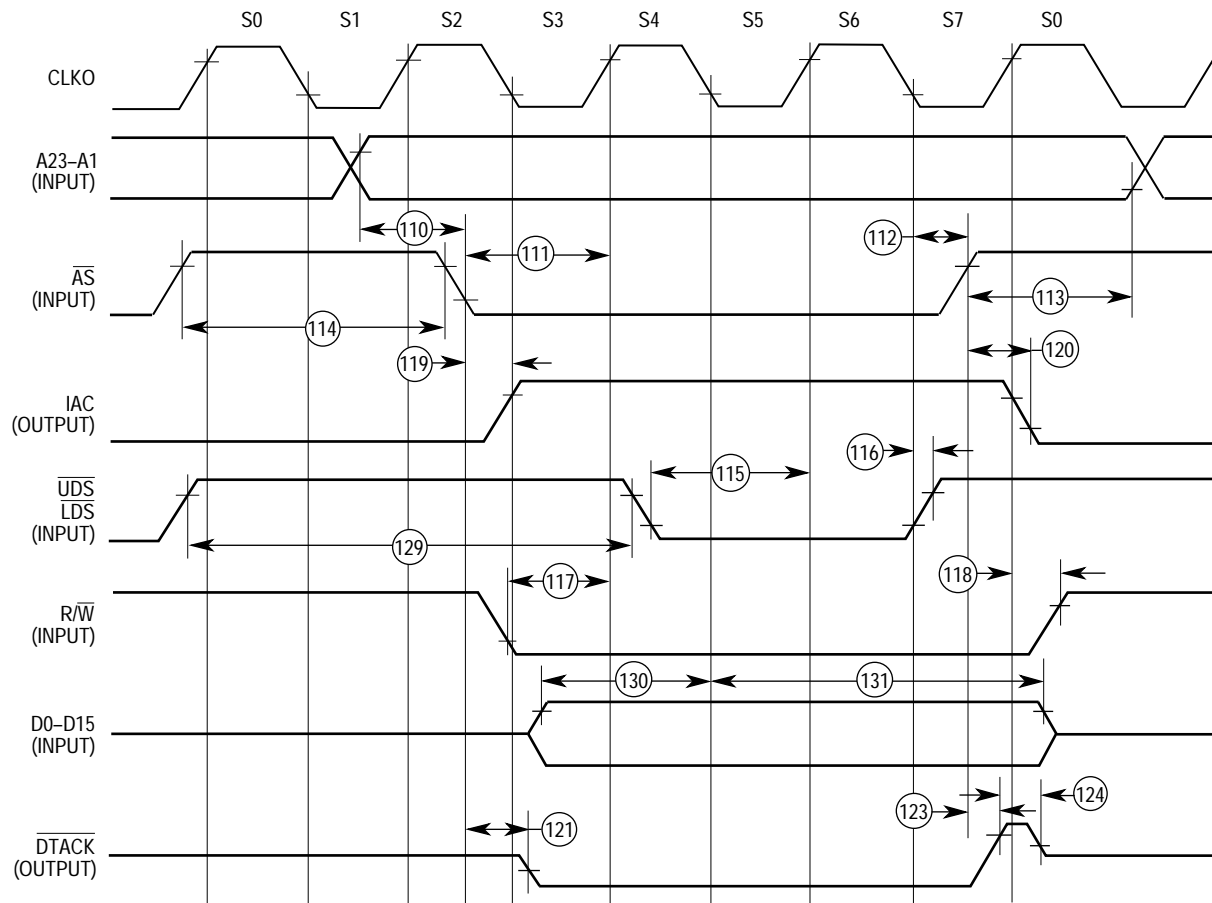 S0 S1 S2 S3 S4 S5 S6 S7 S0
CLKO
A23–A1
(INPUT)
110
111
112
113
AS
(INPUT)
114
119
120
IAC
(OUTPUT)
116
115
UDS
LDS
(INPUT)
129
117
118
R/W
(INPUT)
130
131
D0–D15
(INPUT)
121
123
124
DTACK
(OUTPUT)